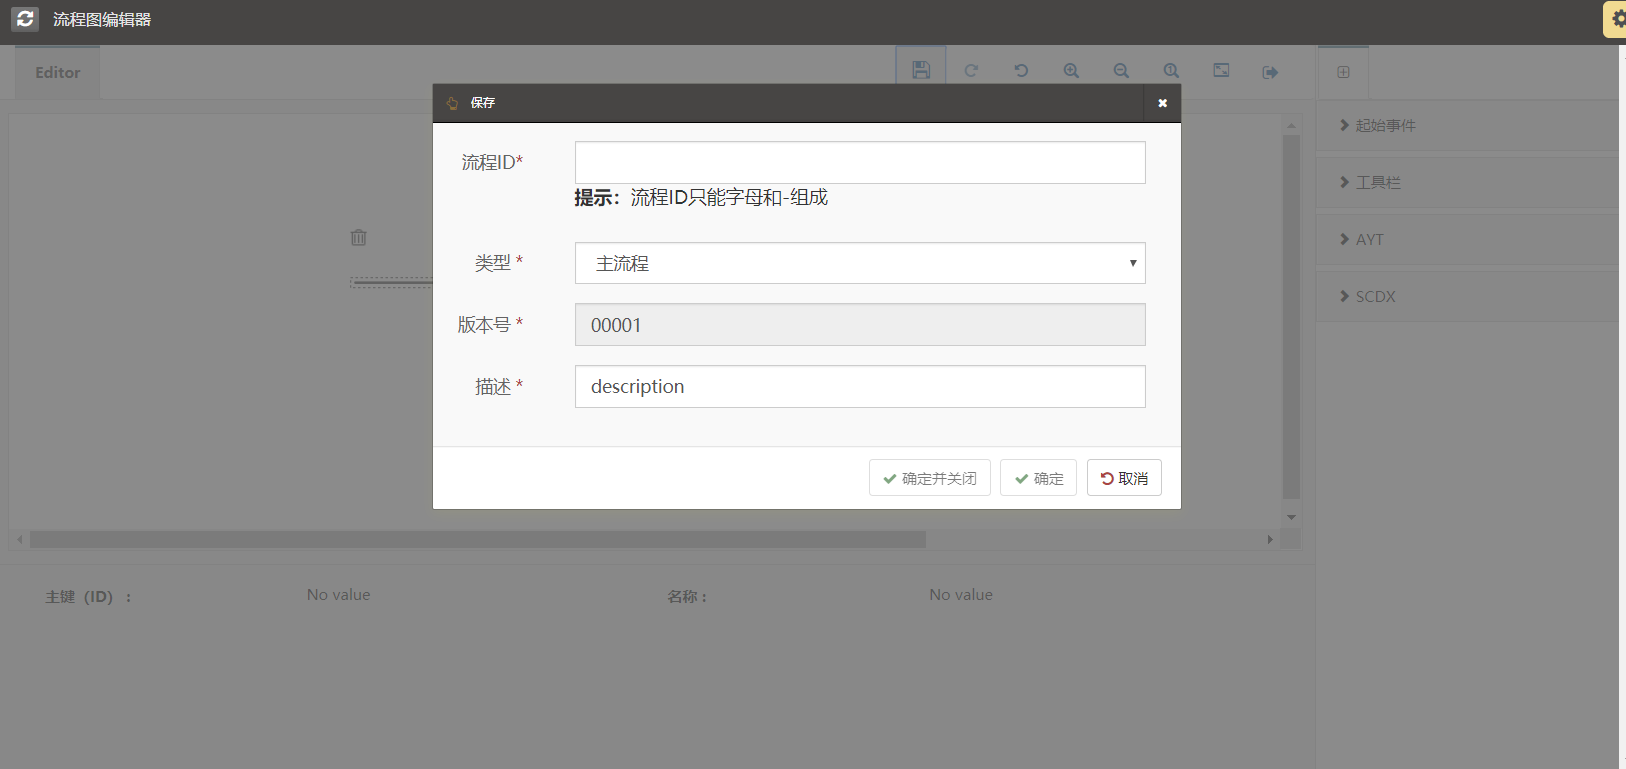 流程图编辑器
Editor
保存
流程ID*
提示：流程ID只能字母和-组成
类型 *
主流程
版本号 *
00001
描述 *
description
确定并关闭
确定
取消
起始事件
工具栏
AYT
SCDX
主键（ID）：
No value
名称：
No value